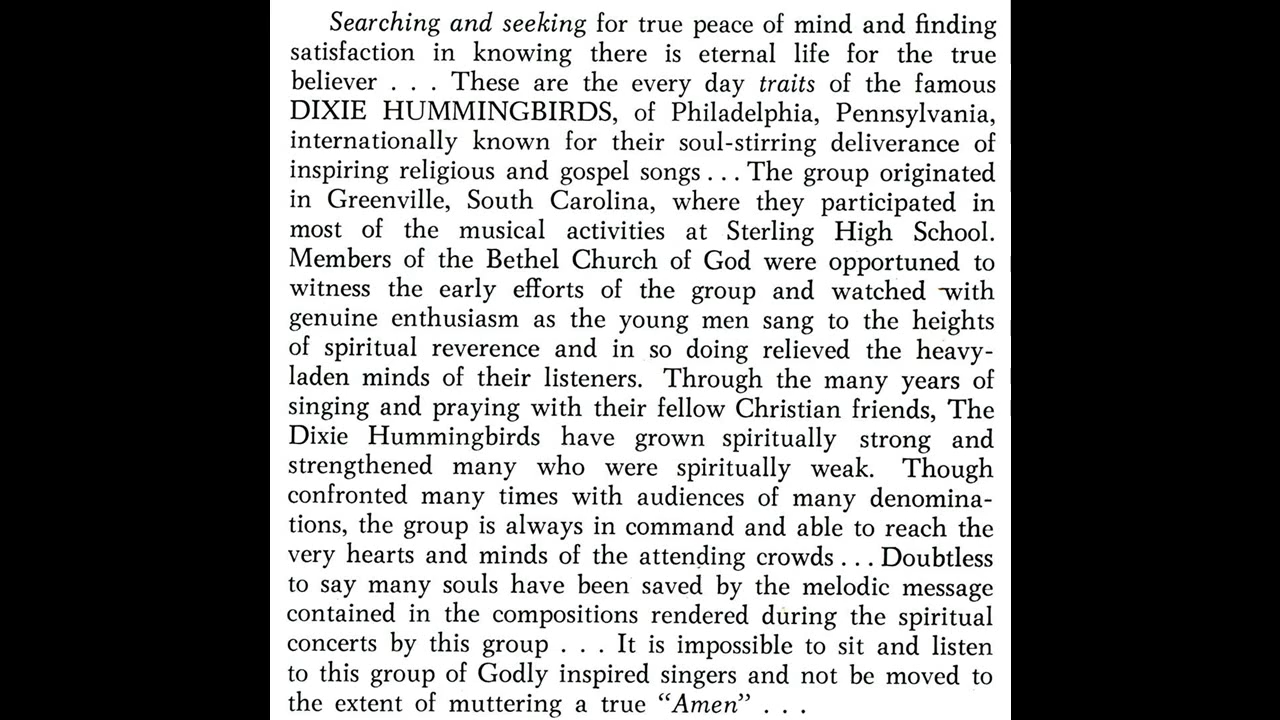 Searching and seeking for true peace of mind and finding
satisfaction in knowing there is eternal life for the true
believer . . . These are the every day traits of the famous
DIXIE HUMMINGBIRDS, of Philadelphia, Pennsylvania,
internationally known for their soul-stirring deliverance of
inspiring religious and gospel songs . . . The group originated
in Greenville, South Carolina, where they participated in
most of the musical activities at Sterling High School.
Members of the Bethel Church of God were opportuned to
witness the early efforts of the group and watched with
genuine enthusiasm as the young men sang to the heights
of spiritual reverence and in so doing relieved the heavy-
laden minds of their listeners. Through the many years of
singing and praying with their fellow Christian friends, The
Dixie Hummingbirds have grown spiritually strong and
strengthened many who were spiritually weak. Though
confronted many times with audiences of many denomina-
tions, the group is always in command and able to reach the
very hearts and minds of the attending crowds . . . Doubtless
to say many souls have been saved by the melodic message
contained in the compositions rendered during the spiritual
concerts by this group . . . It is impossible to sit and listen
to this group of Godly inspired singers and not be moved to
the extent of muttering a true “Amen” . . .